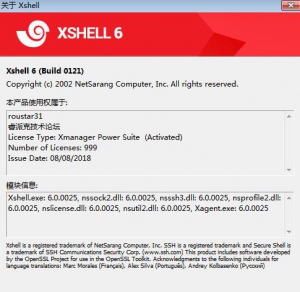 关于 Xshell
XSHELL 6
Xshell 6 (Build 0121)
Copyright (c) 2002 NetSarang Computer, Inc. All rights reserved.
本产品使用权属于:
roustar31
睿派克技术论坛
License Type: Xmanager Power Suite (Activated)
Number of Licenses: 999
Issue Date: 08/08/2018
模块信息:
Xshell.exe: 6.0.0025, nssock2.dll: 6.0.0025, nsssh3.dll: 6.0.0025, nsprofile2.dll:
6.0.0025, nslicense.dll: 6.0.0025, nsutil2.dll: 6.0.0025, Xagent.exe: 6.0.0025
Xshell is a registered trademark of NetSarang Computer, Inc. SSH is a registered trademark and Secure Shell is
a trademark of SSH Communications Security Corp. (www.ssh.com) This product includes software developed
by the OpenSSL Project for use in the OpenSSL Toolkit. Acknowledgments to the following individuals for
language translations: Marc Morales (Français), Alex Silva (Português), Andrey Kolbasenko (Русский)